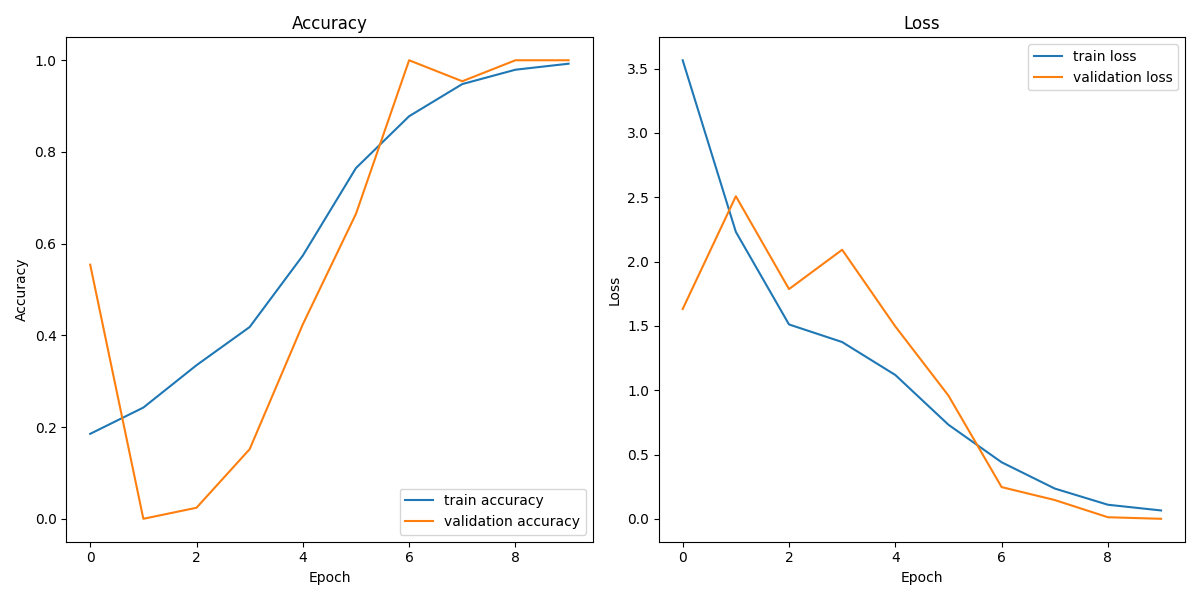 Accuracy
1.0
0.8
0.6
0.4
0.2
0.0
Accuracy
0 2 4 6 8
Epoch
train accuracy
validation accuracy
Loss
3.5
3.0
2.5
2.0
1.5
1.0
0.5
0.0
Loss
0 2 4 6 8
Epoch
train loss
validation loss